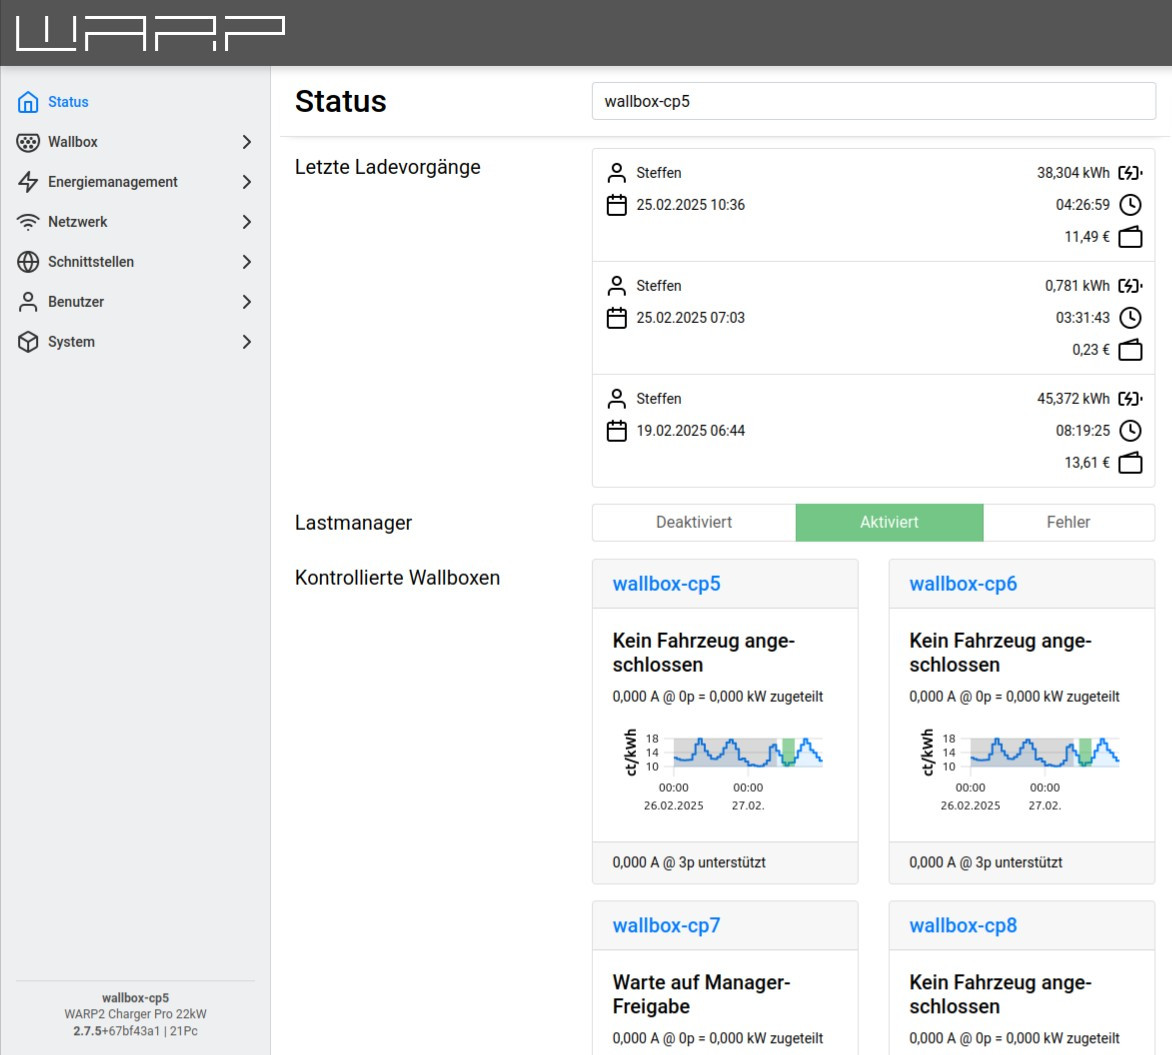 WARP
Status
Wallbox
Energiemanagement
Netzwerk
Schnittstellen
Benutzer
System
wallbox-cp5
WARP2 Charger Pro 22kW
2.7.5+67bf43a1 | 21Pc
Status
wallbox-cp5
Letzte Ladevorgänge
Steffen 38,304 kWh
25.02.2025 10:36 04:26:59
11,49 €
Steffen 0,781 kWh
25.02.2025 07:03 03:31:43
0,23 €
Steffen 45,372 kWh
19.02.2025 06:44 08:19:25
13,61 €
Lastmanager
Deaktiviert Aktiviert Fehler
Kontrollierte Wallboxen
wallbox-cp5
Kein Fahrzeug ange-
schlossen
0,000 A @ 0p = 0,000 kW zugeteilt
ct/kWh
18
14
10
00:00 00:00
26.02.2025 27.02.
0,000 A @ 3p unterstützt
wallbox-cp6
Kein Fahrzeug ange-
schlossen
0,000 A @ 0p = 0,000 kW zugeteilt
ct/kWh
18
14
10
00:00 00:00
26.02.2025 27.02.
0,000 A @ 3p unterstützt
wallbox-cp7
Warte auf Manager-
Freigabe
0,000 A @ 0p = 0,000 kW zugeteilt
wallbox-cp8
Kein Fahrzeug ange-
schlossen
0,000 A @ 0p = 0,000 kW zugeteilt